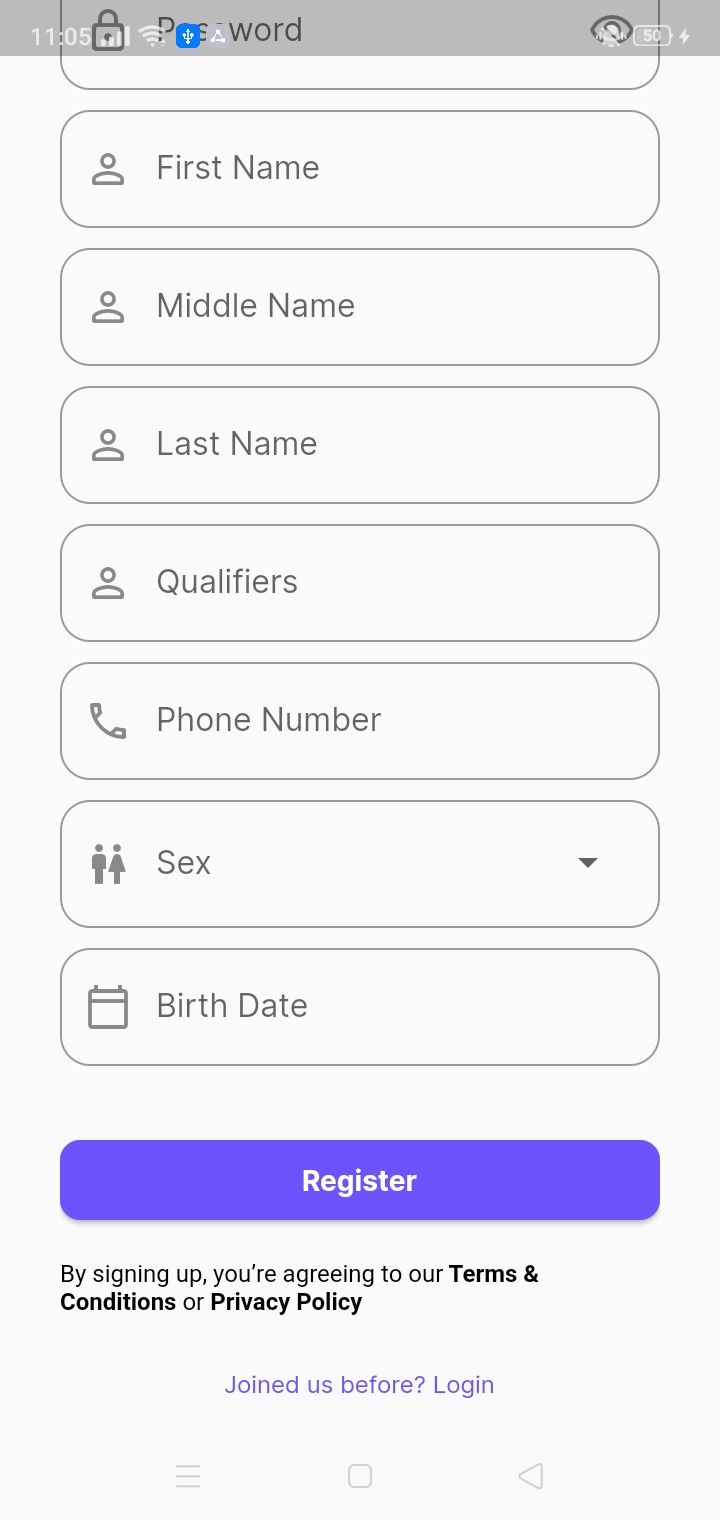 11:05
50
Password
First Name
Middle Name
Last Name
Qualifiers
Phone Number
Sex
Birth Date
Register
By signing up, you’re agreeing to our Terms &
Conditions or Privacy Policy
Joined us before? Login